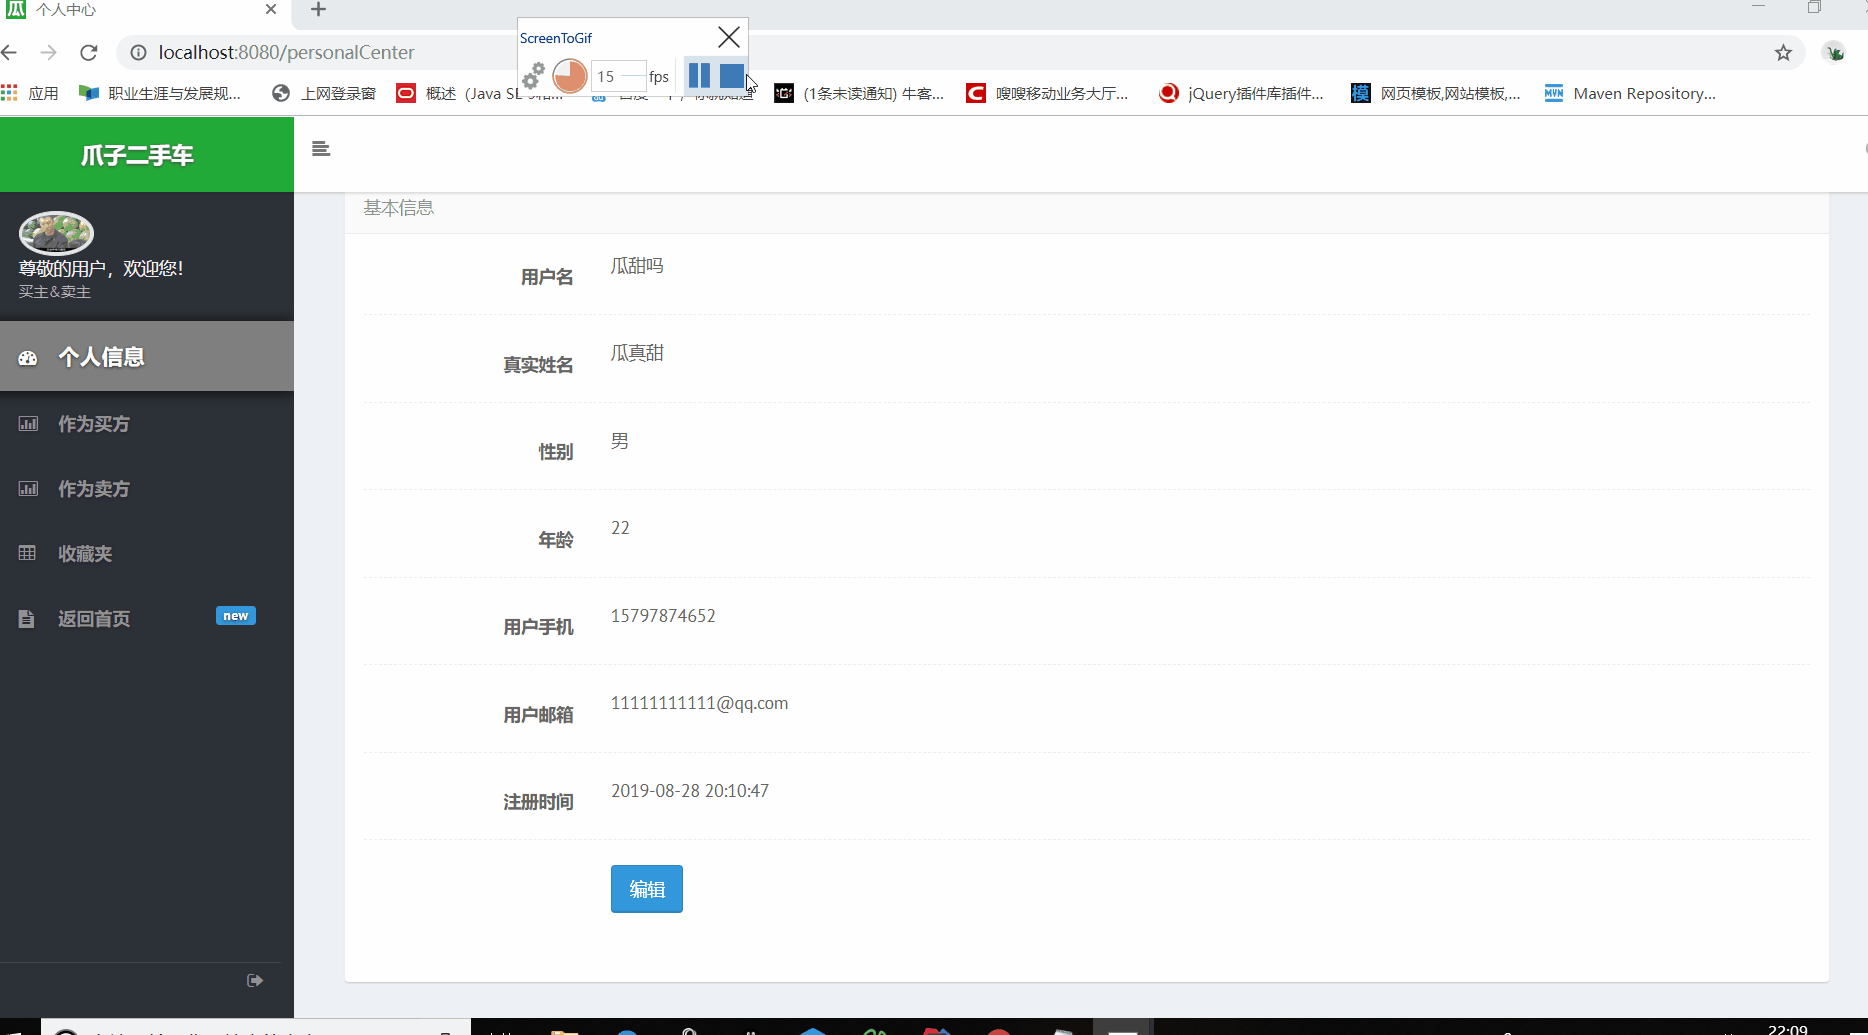 个人中心
ScreenToGif
localhost:8080/personalCenter
15 fps
应用 职业生涯与发展规... 上网登录窗 概述 (Java SE (1条未读通知) 牛客... 嗖嗖移动业务大厅... jQuery插件库插件... 网页模板,网站模板,... Maven Repository...
爪子二手车
基本信息
尊敬的用户，欢迎您!
买主&卖主
个人信息
作为买方
作为卖方
收藏夹
返回首页 new
用户名 瓜甜吗
真实姓名 瓜真甜
性别 男
年龄 22
用户手机 15797874652
用户邮箱 11111111111@qq.com
注册时间 2019-08-28 20:10:47
编辑
22:09